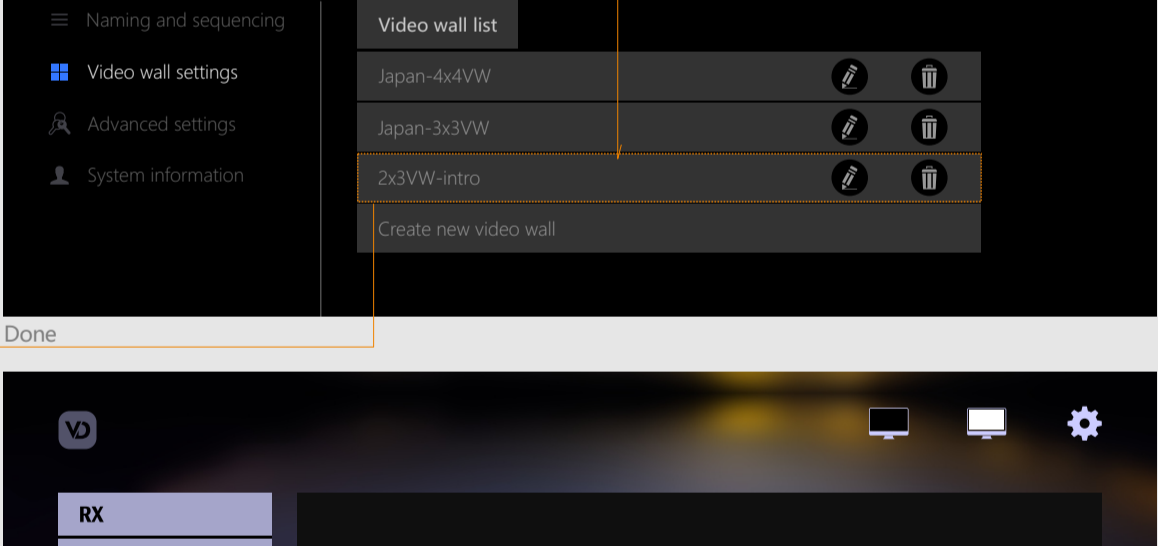 Naming and sequencing
Video wall settings
Advanced settings
System information
Video wall list
Japan-4x4VW
Japan-3x3VW
2x3VW-intro
Create new video wall
Done
VD
RX